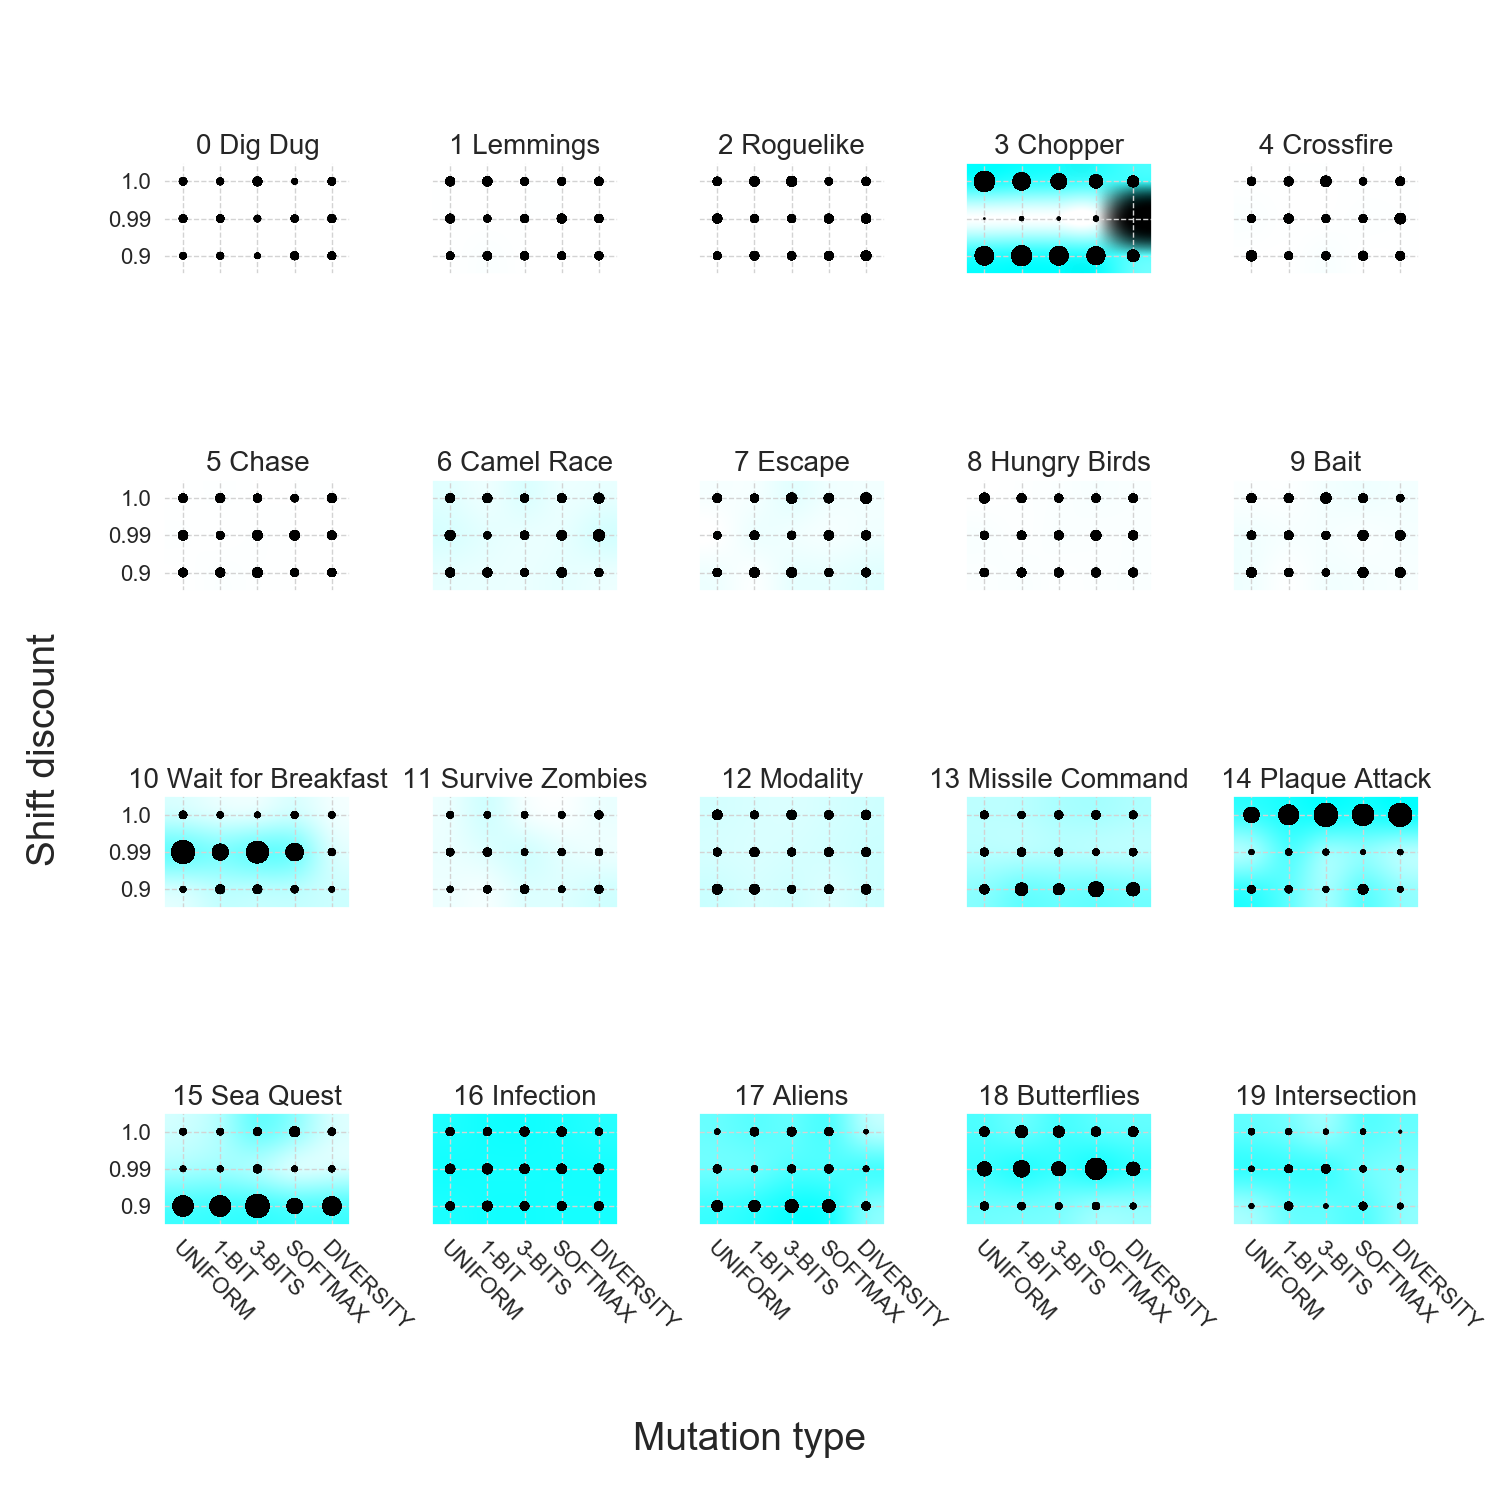 0 Dig Dug
1 Lemmings
2 Roguelike
3 Chopper
4 Crossfire
1.0
0.99
0.9
5 Chase
6 Camel Race
7 Escape
8 Hungry Birds
9 Bait
1.0
0.99
0.9
Shift discount
10 Wait for Breakfast
11 Survive Zombies
12 Modality
13 Missile Command
14 Plaque Attack
1.0
0.99
0.9
15 Sea Quest
16 Infection
17 Aliens
18 Butterflies
19 Intersection
1.0
0.99
0.9
UNIFORM
1-BIT
3-BITS
SOFTMAX
DIVERSITY
UNIFORM
1-BIT
3-BITS
SOFTMAX
DIVERSITY
UNIFORM
1-BIT
3-BITS
SOFTMAX
DIVERSITY
UNIFORM
1-BIT
3-BITS
SOFTMAX
DIVERSITY
UNIFORM
1-BIT
3-BITS
SOFTMAX
DIVERSITY
Mutation type